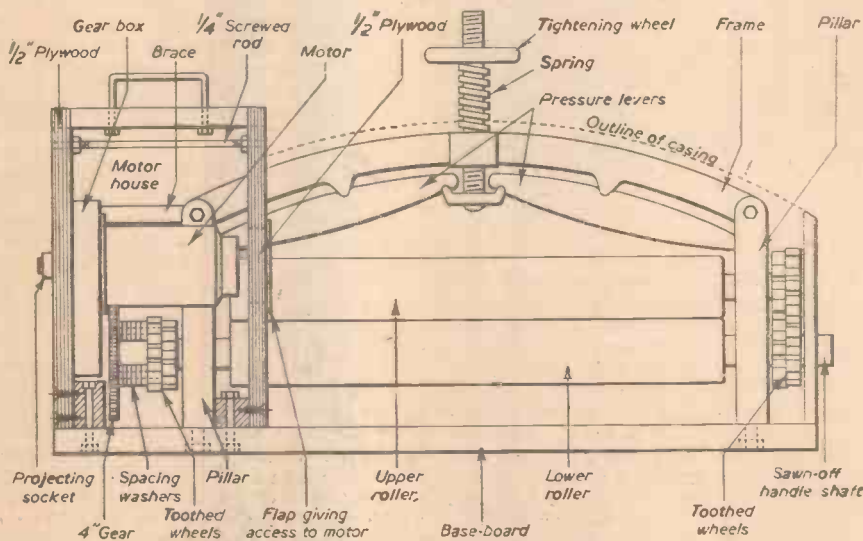 Gear box
1/4" Screwed
rod
1/2" Plywood
Brace
Motor
1/2" Plywood
Tightening wheel
Spring
Pressure levers
Frame
Pillar
Outline of casing
Motor
house
Projecting
socket
Spacing
washers
4" Gear
Toothed
wheels
Pillar
Flap giving
access to motor
Upper
roller
Base-board
Lower
roller
Toothed
wheels
Sawn-off
handle shaft